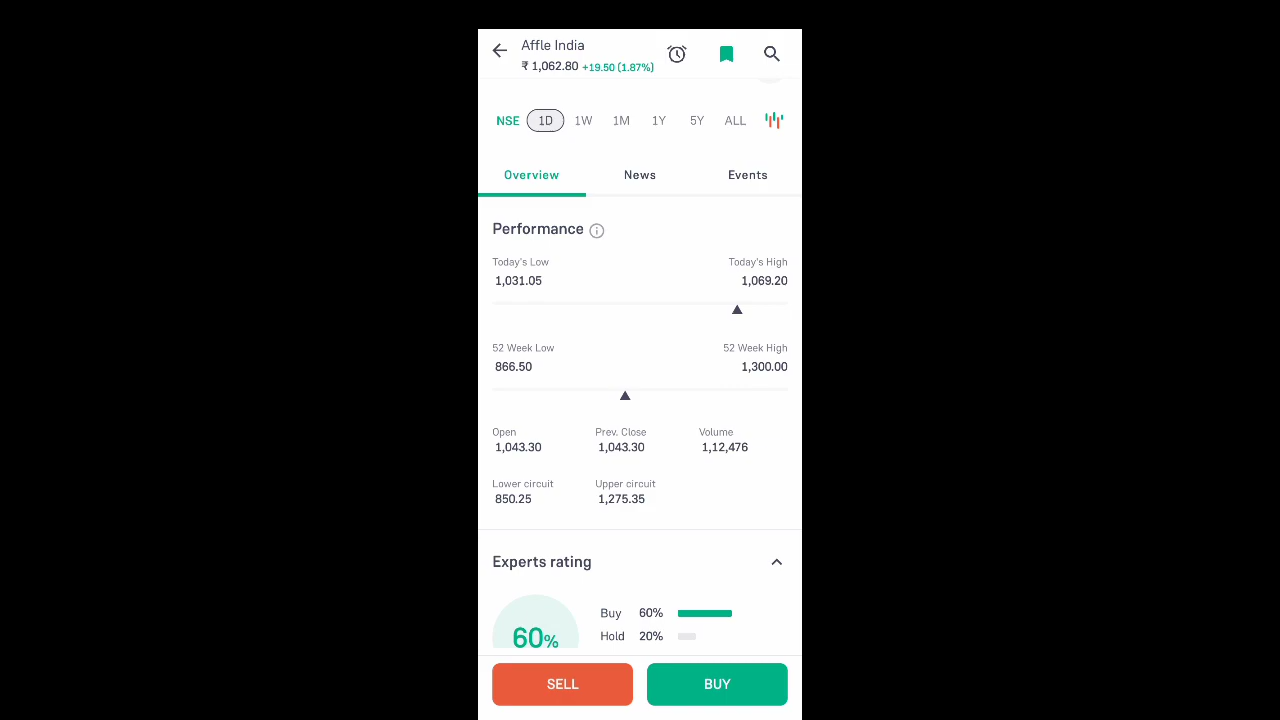 Affle India
₹ 1,062.80 +19.50 (1.87%)
NSE 1D 1W 1M 1Y 5Y ALL
Overview News Events
Performance
Today's Low Today's High
1,031.05 1,069.20
52 Week Low 52 Week High
866.50 1,300.00
Open Prev. Close Volume
1,043.30 1,043.30 1,12,476
Lower circuit Upper circuit
850.25 1,275.35
Experts rating
Buy 60%
60% Hold 20%
SELL BUY